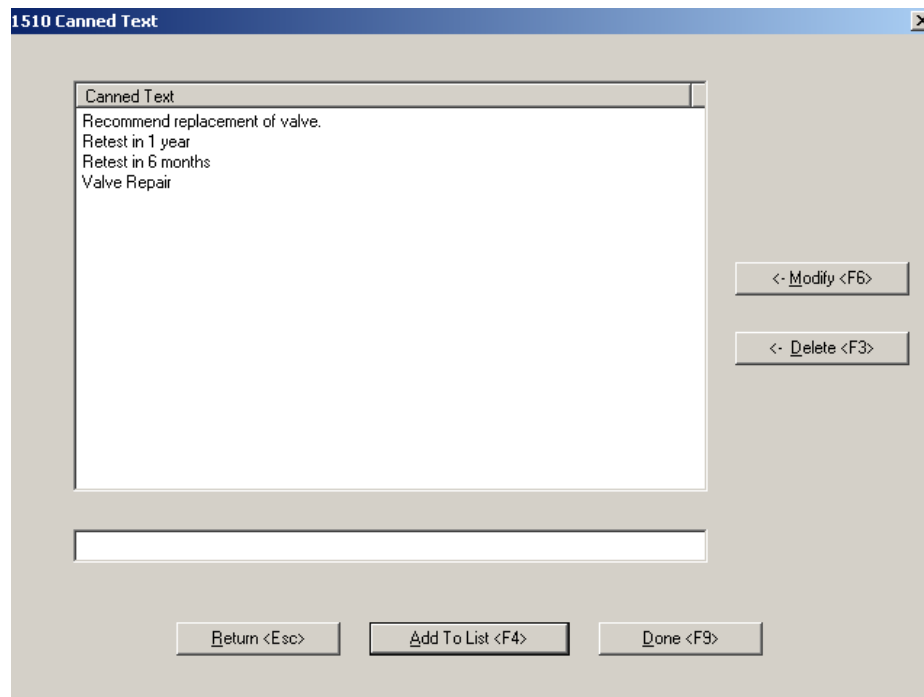 1510 Canned Text
Canned Text
Recommend replacement of valve.
Retest in 1 year
Retest in 6 months
Valve Repair
<- Modify <F6>
<- Delete <F3>
Return <Esc>
Add To List <F4>
Done <F9>